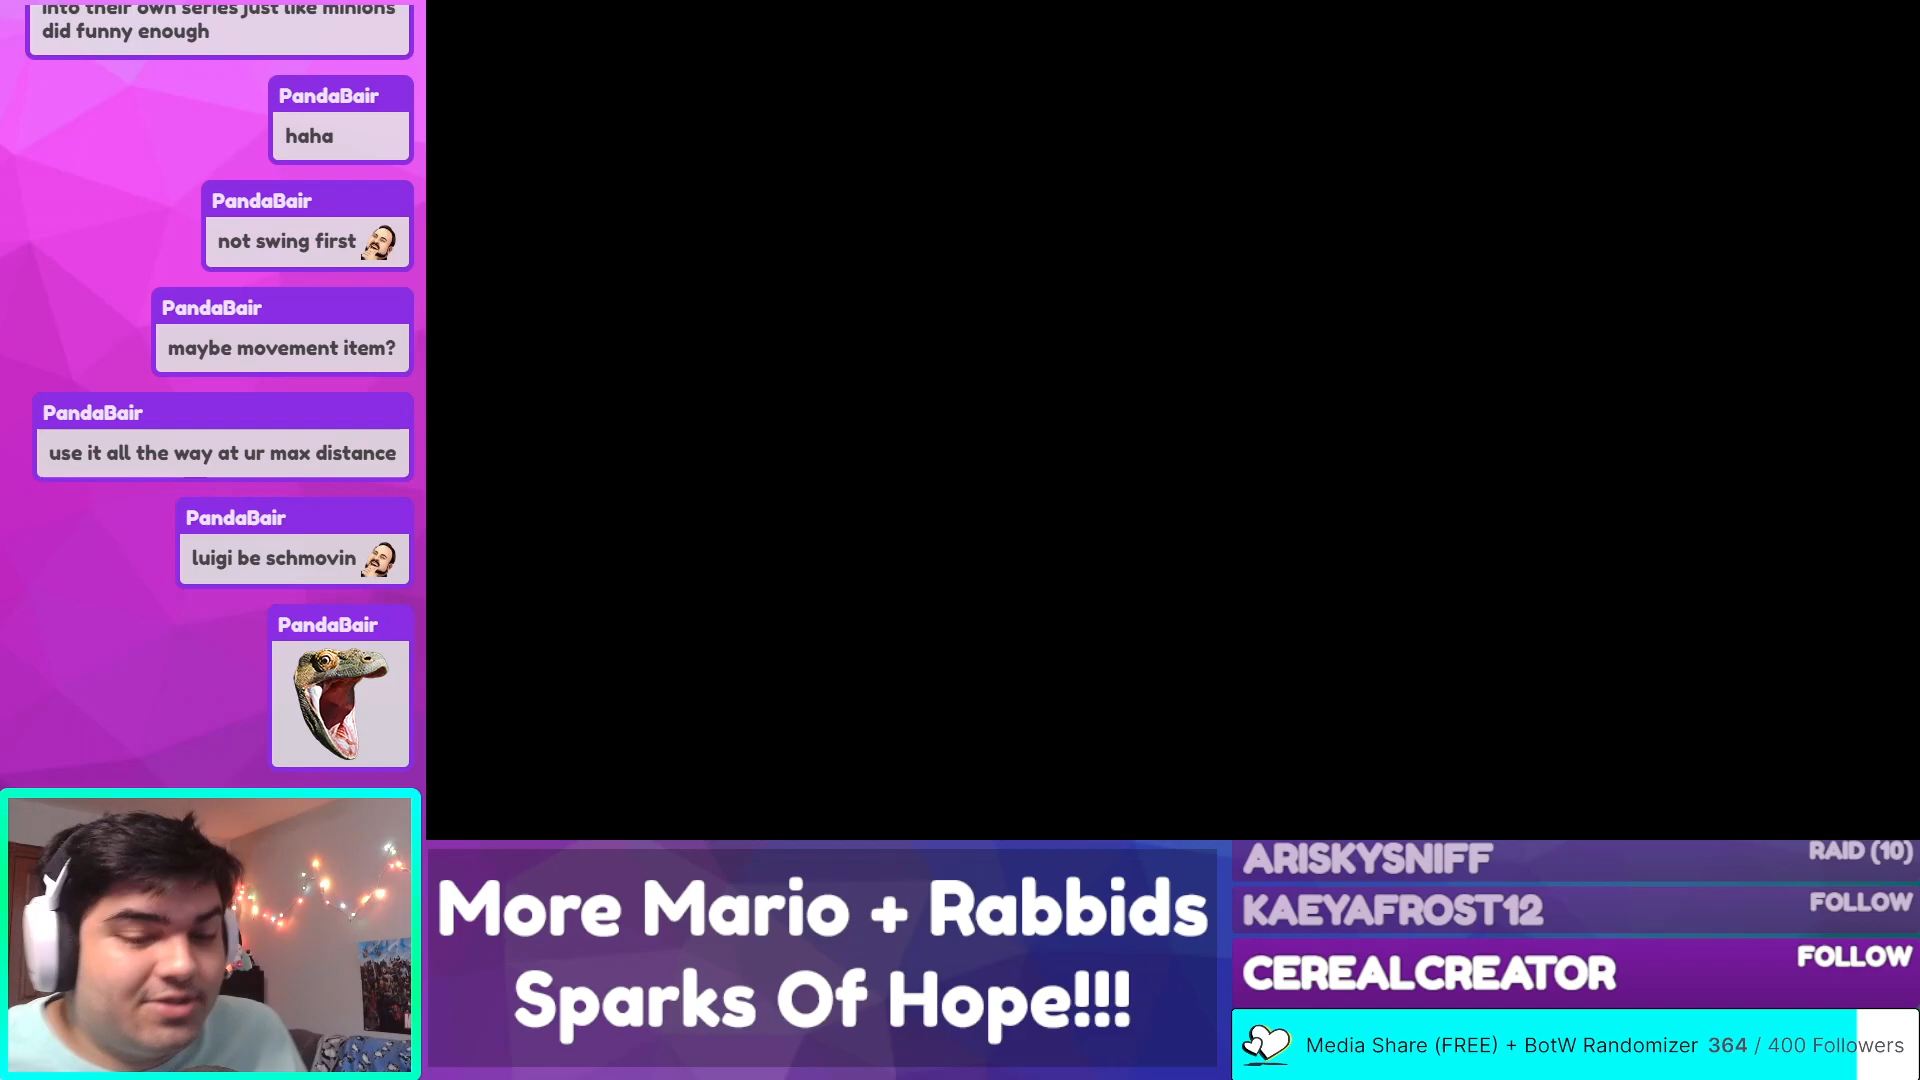 into their own series just like minions
did funny enough
PandaBair
haha
PandaBair
not swing first
PandaBair
maybe movement item?
PandaBair
use it all the way at ur max distance
PandaBair
luigi be schmovin
PandaBair
More Mario + Rabbids
Sparks Of Hope!!!
ARISKYSNIFF RAID (10)
KAEYAFROST12 FOLLOW
CEREALCREATOR FOLLOW
Media Share (FREE) + BotW Randomizer 364 / 400 Followers